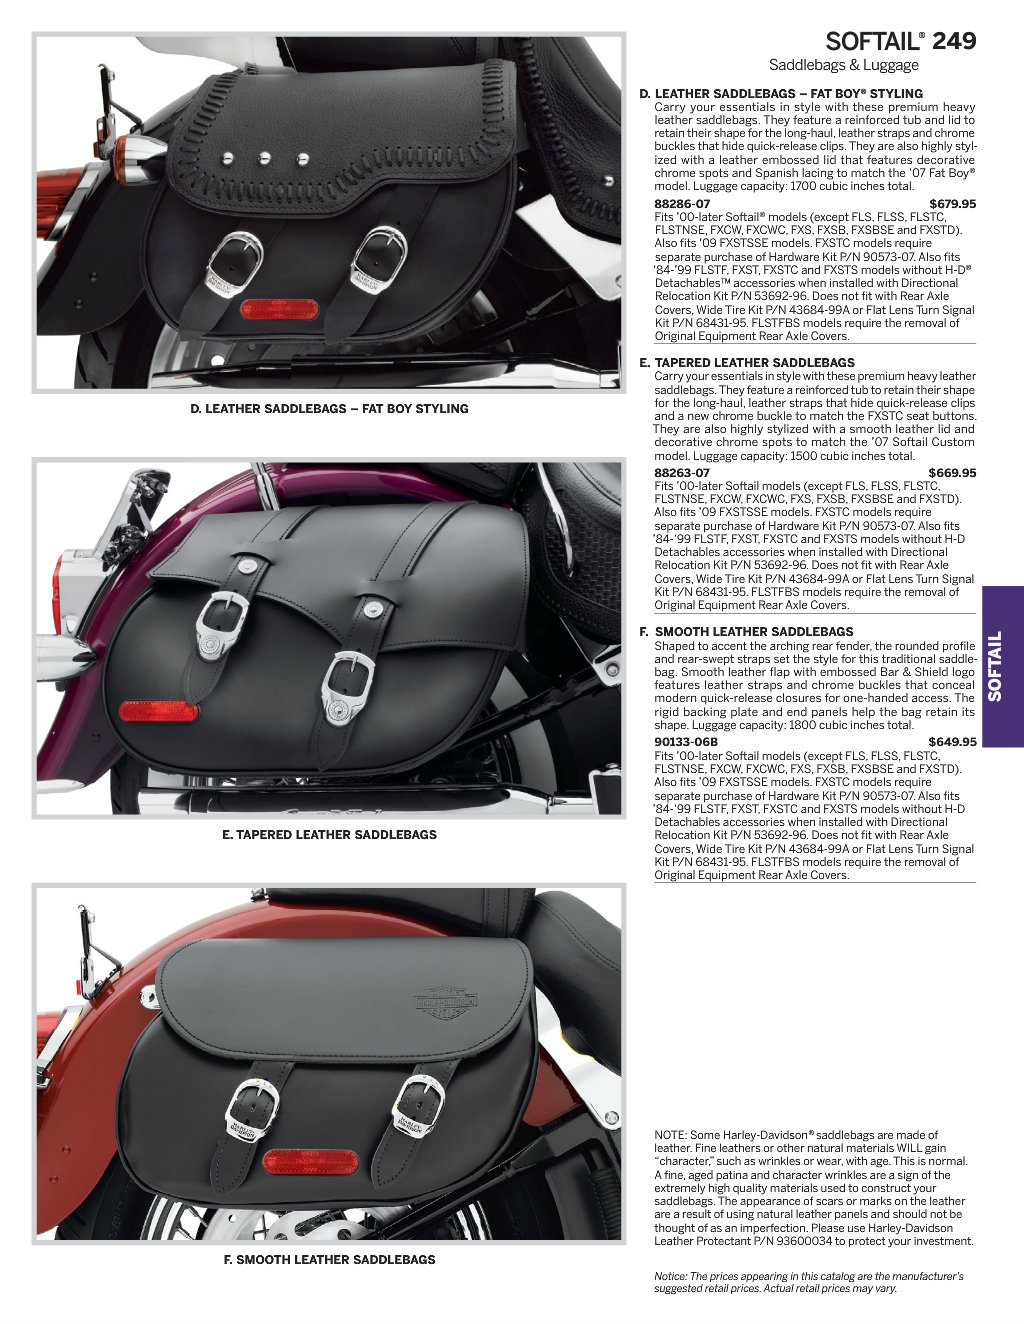 SOFTAIL® 249
Saddlebags & Luggage
D. LEATHER SADDLEBAGS – FAT BOY® STYLING
Carry your essentials in style with these premium heavy
leather saddlebags. They feature a reinforced tub and lid to
retain their shape for the long-haul, leather straps and chrome
buckles that hide quick-release clips. They are also highly styl-
ized with a leather embossed lid that features decorative
chrome spots and Spanish lacing to match the ’07 Fat Boy®
model. Luggage capacity: 1700 cubic inches total.
88286-07 $679.95
Fits ’00-later Softail® models (except FLS, FLSS, FLSTC,
FLSTNSE, FXCW, FXCWC, FXS, FXSB, FXSBSE and FXSTD).
Also fits ’09 FXSTSSE models. FXSTC models require
separate purchase of Hardware Kit P/N 90573-07. Also fits
’84-’99 FLSTF, FXST, FXSTC and FXSTS models without H-D®
Detachables™ accessories when installed with Directional
Relocation Kit P/N 53692-96. Does not fit with Rear Axle
Covers, Wide Tire Kit P/N 43684-99A or Flat Lens Turn Signal
Kit P/N 68431-95. FLSTFBS models require the removal of
Original Equipment Rear Axle Covers.
D. LEATHER SADDLEBAGS – FAT BOY STYLING
E. TAPERED LEATHER SADDLEBAGS
Carry your essentials in style with these premium heavy leather
saddlebags. They feature a reinforced tub to retain their shape
for the long-haul, leather straps that hide quick-release clips
and a new chrome buckle to match the FXSTC seat buttons.
They are also highly stylized with a smooth leather lid and
decorative chrome spots to match the ’07 Softail Custom
model. Luggage capacity: 1500 cubic inches total.
88263-07 $669.95
Fits ’00-later Softail models (except FLS, FLSS, FLSTC,
FLSTNSE, FXCW, FXCWC, FXS, FXSB, FXSBSE and FXSTD).
Also fits ’09 FXSTSSE models. FXSTC models require
separate purchase of Hardware Kit P/N 90573-07. Also fits
’84-’99 FLSTF, FXST, FXSTC and FXSTS models without H-D
Detachables accessories when installed with Directional
Relocation Kit P/N 53692-96. Does not fit with Rear Axle
Covers, Wide Tire Kit P/N 43684-99A or Flat Lens Turn Signal
Kit P/N 68431-95. FLSTFBS models require the removal of
Original Equipment Rear Axle Covers.
E. TAPERED LEATHER SADDLEBAGS
F. SMOOTH LEATHER SADDLEBAGS
Shaped to accent the arching rear fender, the rounded profile
and rear-swept straps set the style for this traditional saddle-
bag. Smooth leather flap with embossed Bar & Shield logo
features leather straps and chrome buckles that conceal
modern quick-release closures for one-handed access. The
rigid backing plate and end panels help the bag retain its
shape. Luggage capacity: 1800 cubic inches total.
90133-06B $649.95
Fits ’00-later Softail models (except FLS, FLSS, FLSTC,
FLSTNSE, FXCW, FXCWC, FXS, FXSB, FXSBSE and FXSTD).
Also fits ’09 FXSTSSE models. FXSTC models require
separate purchase of Hardware Kit P/N 90573-07. Also fits
’84-’99 FLSTF, FXST, FXSTC and FXSTS models without H-D
Detachables accessories when installed with Directional
Relocation Kit P/N 53692-96. Does not fit with Rear Axle
Covers, Wide Tire Kit P/N 43684-99A or Flat Lens Turn Signal
Kit P/N 68431-95. FLSTFBS models require the removal of
Original Equipment Rear Axle Covers.
SOFTAIL
HARLEY-DAVIDSON
F. SMOOTH LEATHER SADDLEBAGS
NOTE: Some Harley-Davidson® saddlebags are made of
leather. Fine leathers or other natural materials WILL gain
“character,” such as wrinkles or wear, with age. This is normal.
A fine, aged patina and character wrinkles are a sign of the
extremely high quality materials used to construct your
saddlebags. The appearance of scars or marks on the leather
are a result of using natural leather panels and should not be
thought of as an imperfection. Please use Harley-Davidson
Leather Protectant P/N 93600034 to protect your investment.
Notice: The prices appearing in this catalog are the manufacturer’s
suggested retail prices. Actual retail prices may vary.